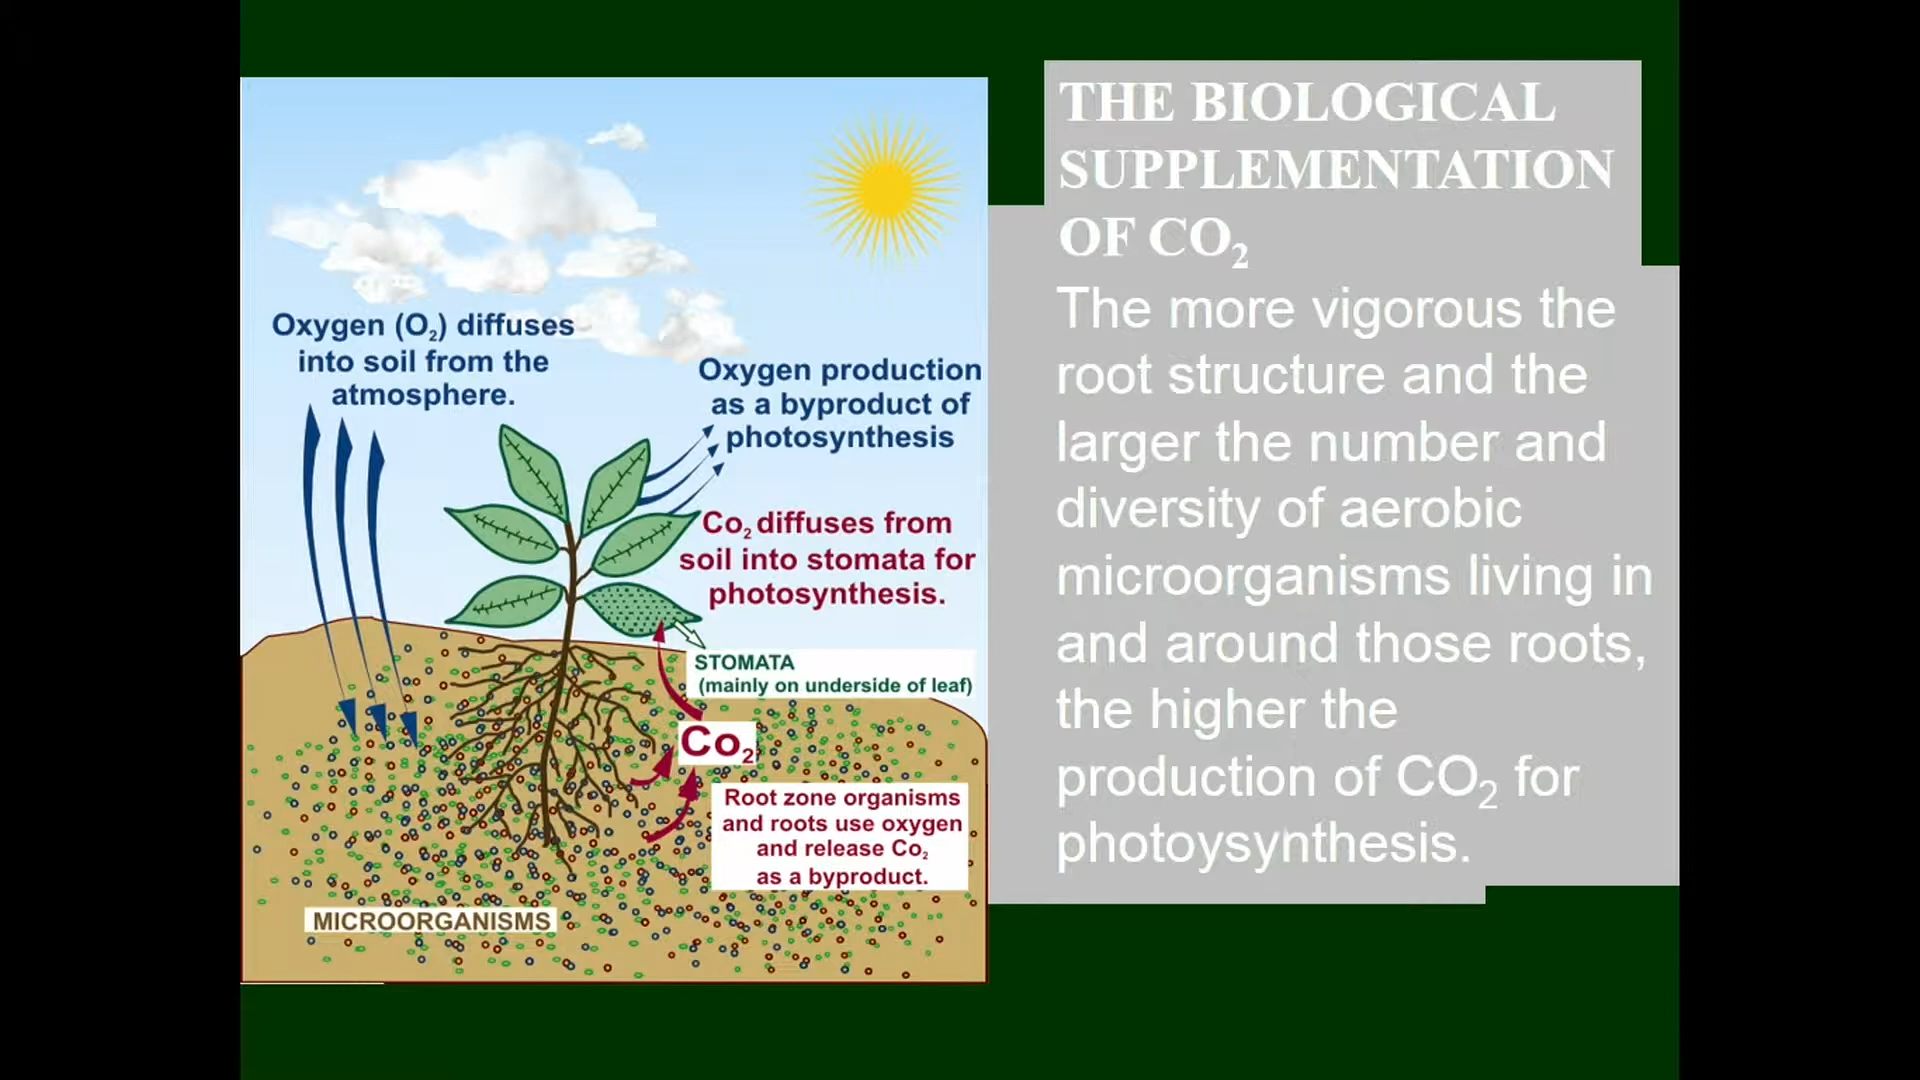 Oxygen (O₂) diffuses
into soil from the
atmosphere.
Oxygen production
as a byproduct of
photosynthesis
Co₂ diffuses from
soil into stomata for
photosynthesis.
STOMATA
(mainly on underside of leaf)
Co₂
Root zone organisms
and roots use oxygen
and release Co₂
as a byproduct.
MICROORGANISMS
THE BIOLOGICAL
SUPPLEMENTATION
OF CO₂
The more vigorous the
root structure and the
larger the number and
diversity of aerobic
microorganisms living in
and around those roots,
the higher the
production of CO₂ for
photoysynthesis.